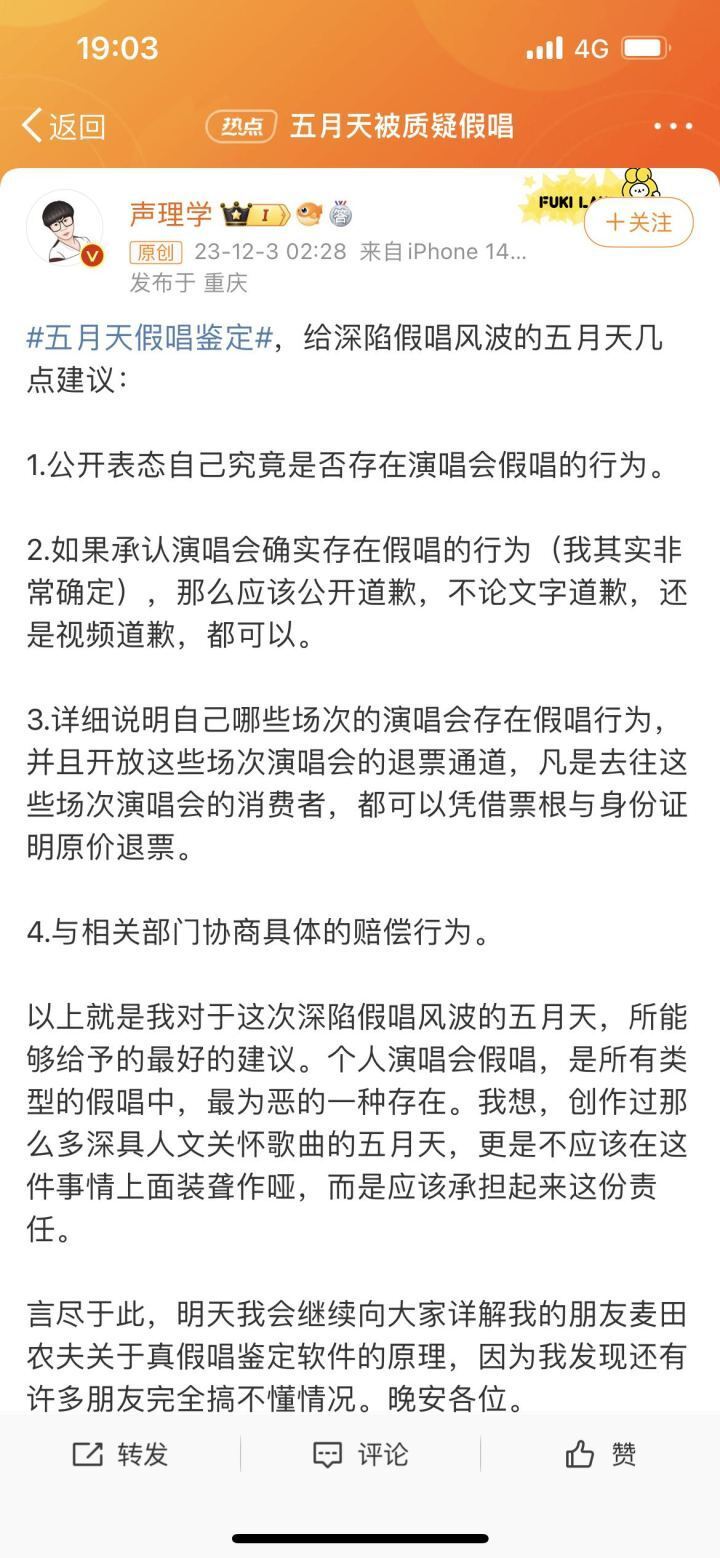 19:03
4G
返回
热点 五月天被质疑假唱
FUKI LA
声理学
I
答
V
+关注
原创 23-12-3 02:28 来自iPhone 14...
发布于 重庆
#五月天假唱鉴定#，给深陷假唱风波的五月天几
点建议：
1.公开表态自己究竟是否存在演唱会假唱的行为。
2.如果承认演唱会确实存在假唱的行为（我其实非
常确定），那么应该公开道歉，不论文字道歉，还
是视频道歉，都可以。
3.详细说明自己哪些场次的演唱会存在假唱行为，
并且开放这些场次演唱会的退票通道，凡是去往这
些场次演唱会的消费者，都可以凭借票根与身份证
明原价退票。
4.与相关部门协商具体的赔偿行为。
以上就是我对于这次深陷假唱风波的五月天，所能
够给予的最好的建议。个人演唱会假唱，是所有类
型的假唱中，最为恶的一种存在。我想，创作过那
么多深具人文关怀歌曲的五月天，更是不应该在这
件事情上面装聋作哑，而是应该承担起来这份责
任。
言尽于此，明天我会继续向大家详解我的朋友麦田
农夫关于真假唱鉴定软件的原理，因为我发现还有
许多朋友完全搞不懂情况。晚安各位。
转发
评论
赞